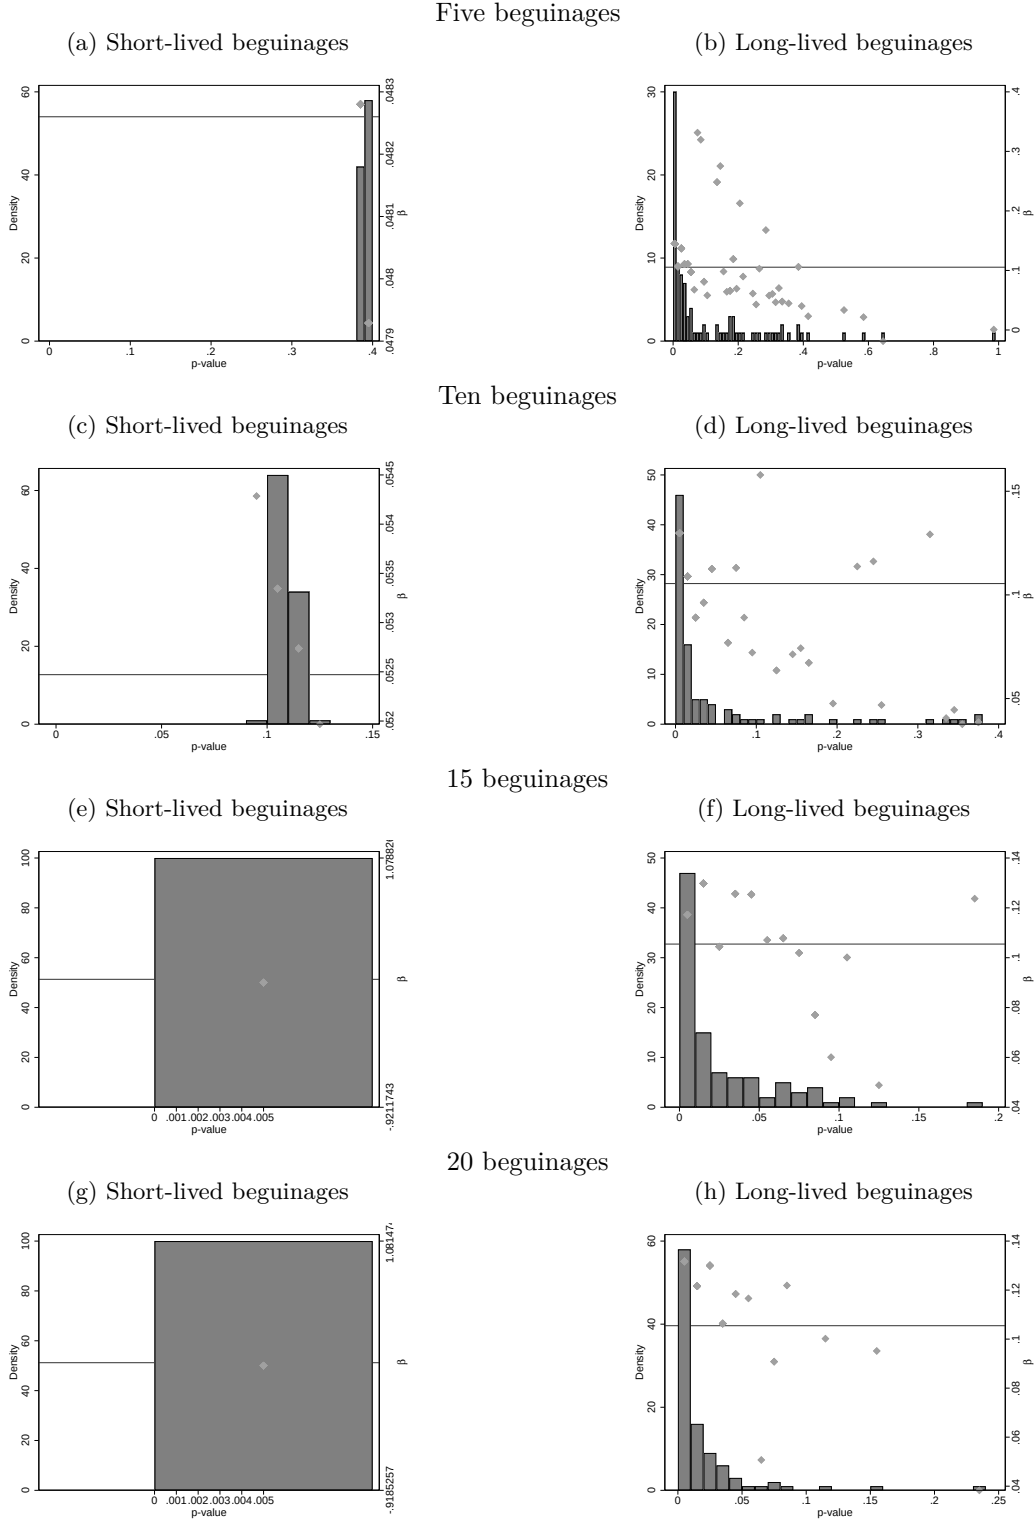 Five beguinages
(a) Short-lived beguinages
(b) Long-lived beguinages
60
40
20
0
Density
.0483
.0482
.0481
.048
.0479
β
0 .1 .2 .3 .4
p-value
30
20
10
0
Density
.4
.3
.2
.1
0
β
0 .2 .4 .6 .8 1
p-value
Ten beguinages
(c) Short-lived beguinages
(d) Long-lived beguinages
60
40
20
0
Density
.0545
.054
.0535
.053
.0525
.052
β
0 .05 .1 .15
p-value
50
40
30
20
10
0
Density
.15
.1
.05
β
0 .1 .2 .3 .4
p-value
15 beguinages
(e) Short-lived beguinages
(f) Long-lived beguinages
100
80
60
40
20
0
Density
-.9211743
β
0 .001 .002 .003 .004 .005
p-value
50
40
30
20
10
0
Density
.14
.12
.1
.08
.06
.04
β
0 .05 .1 .15 .2
p-value
20 beguinages
(g) Short-lived beguinages
(h) Long-lived beguinages
100
80
60
40
20
0
Density
-.9185257
β
0 .001 .002 .003 .004 .005
p-value
60
40
20
0
Density
.14
.12
.1
.08
.06
.04
β
0 .05 .1 .15 .2 .25
p-value